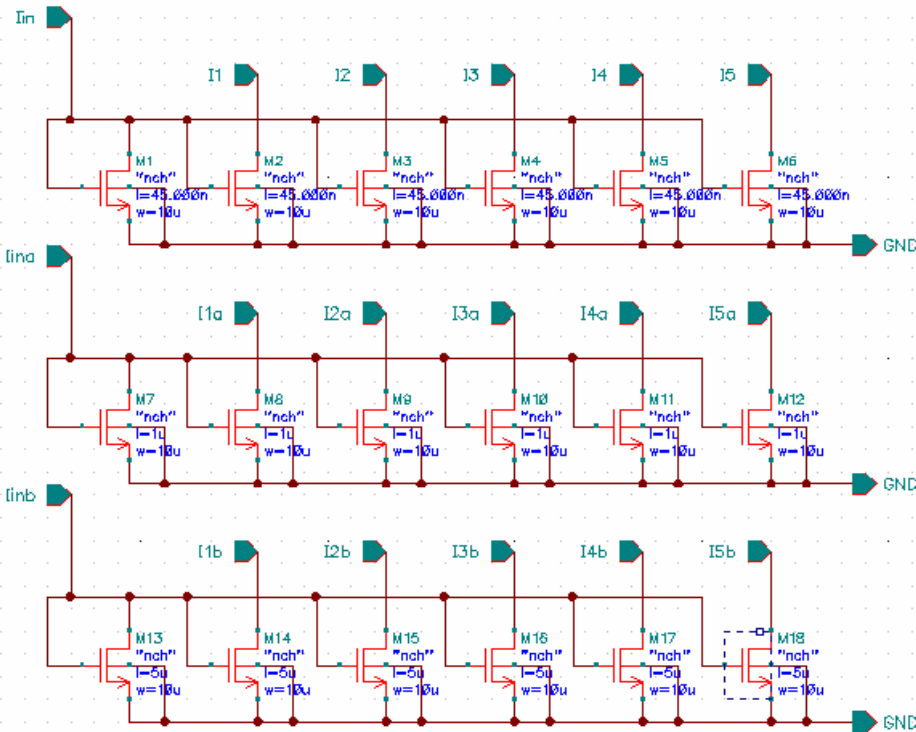 Iin
I1 I2 I3 I4 I5
M1 M2 M3 M4 M5 M6
"nch" "nch" "nch" "nch" "nch" "nch"
l=45.000n l=45.000n l=45.000n l=45.000n l=45.000n l=45.000n
w=10u w=10u w=10u w=10u w=10u w=10u
GND
Iina
I1a I2a I3a I4a I5a
M7 M8 M9 M10 M11 M12
"nch" "nch" "nch" "nch" "nch" "nch"
l=1u l=1u l=1u l=1u l=1u l=1u
w=10u w=10u w=10u w=10u w=10u w=10u
GND
Iinb
I1b I2b I3b I4b I5b
M13 M14 M15 M16 M17 M18
"nch" "nch" "nch" "nch" "nch" "nch"
l=5u l=5u l=5u l=5u l=5u l=5u
w=10u w=10u w=10u w=10u w=10u w=10u
GND